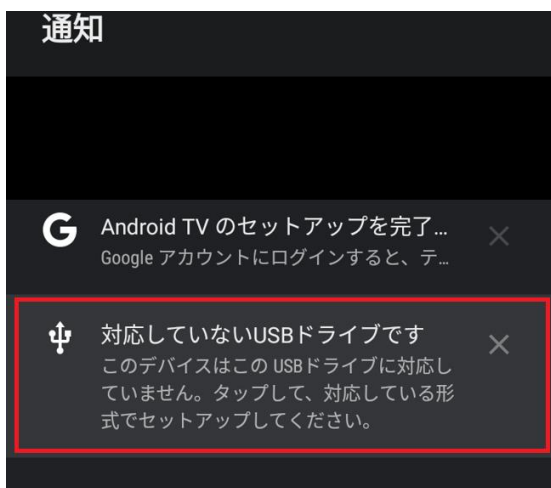 通知
Android TV のセットアップを完了...
Google アカウントにログインすると、テ...
対応していないUSBドライブです
このデバイスはこの USBドライブに対応し
ていません。タップして、対応している形
式でセットアップしてください。